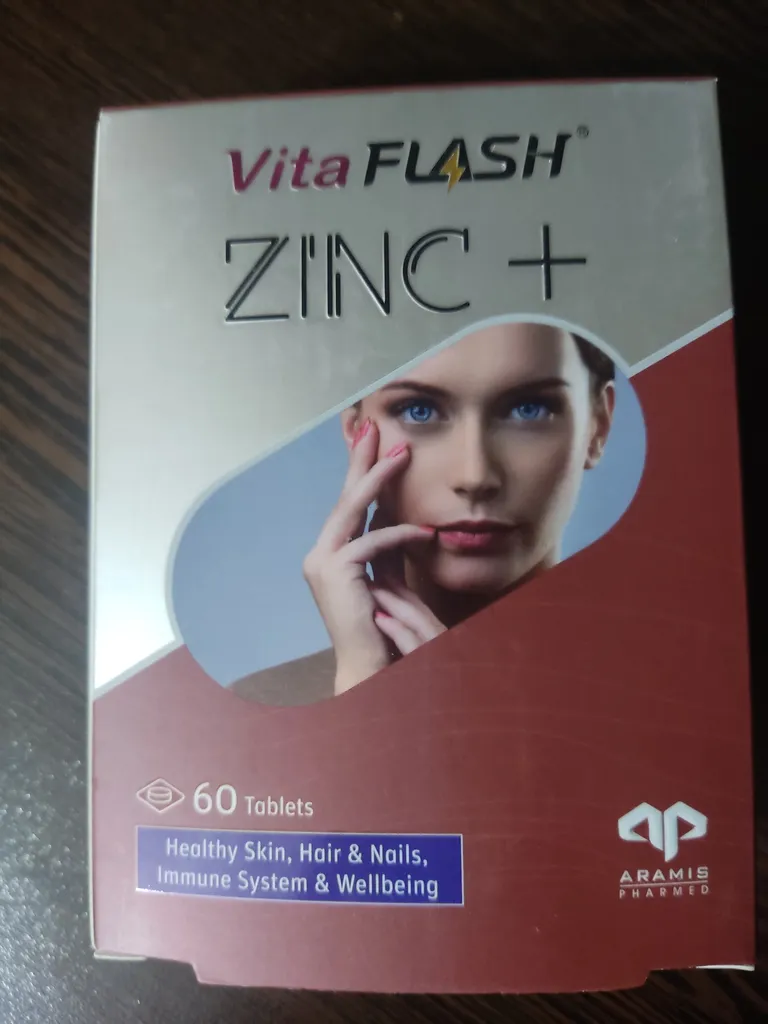 Vita FLASH®
ZINC +
60 Tablets
Healthy Skin, Hair & Nails,
Immune System & Wellbeing
ARAMIS
PHARMED